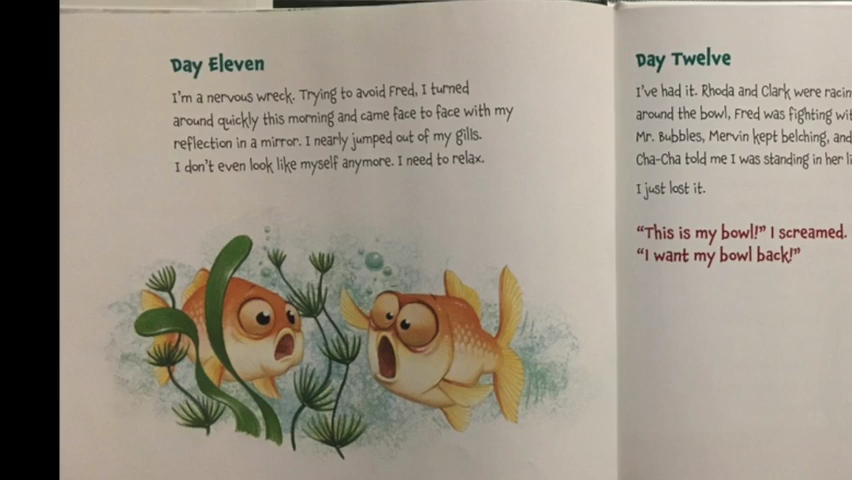 Day Eleven
I'm a nervous wreck. Trying to avoid Fred, I turned
around quickly this morning and came face to face with my
reflection in a mirror. I nearly jumped out of my gills.
I don't even look like myself anymore. I need to relax.
Day Twelve
I've had it. Rhoda and Clark were
around the bowl, Fred was fighting
Mr. Bubbles, Mervin kept belching, and
Cha-Cha told me I was standing in her
I just lost it.
"This is my bowl!" I screamed.
"I want my bowl back!"